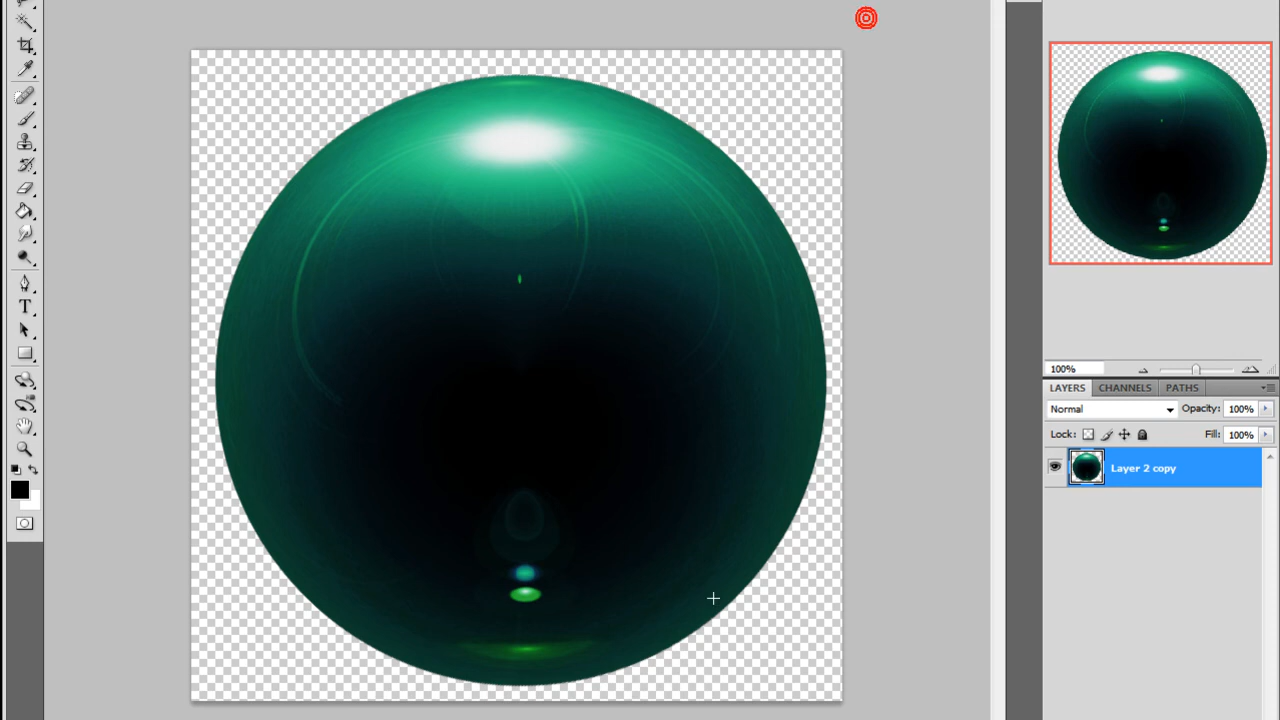 T
100%
LAYERS CHANNELS PATHS
Normal Opacity: 100%
Lock: Fill: 100%
Layer 2 copy